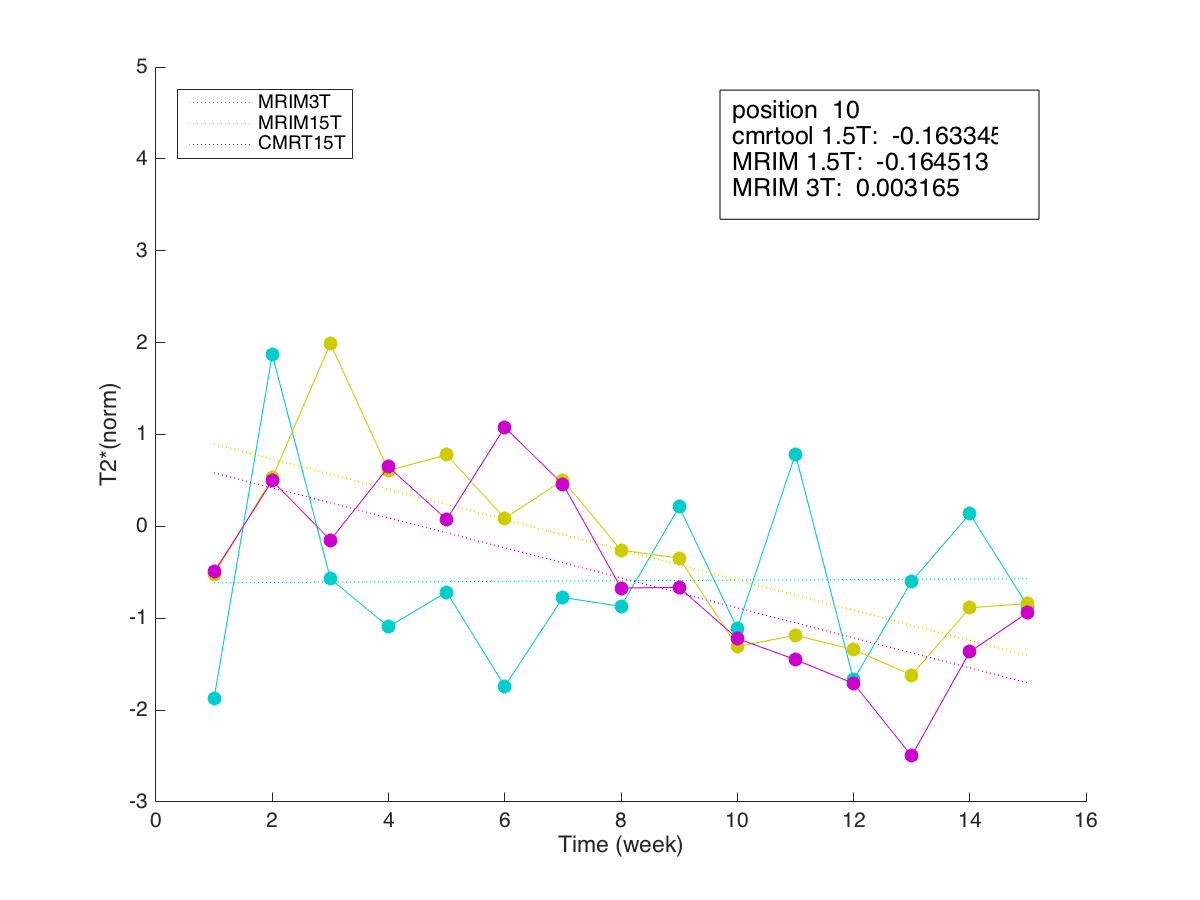 5
4
3
2
1
0
-1
-2
-3
0 2 4 6 8 10 12 14 16
T2*(norm)
Time (week)
MRIM3T
MRIM15T
CMRT15T
position  10
cmrtool 1.5T:  -0.163345
MRIM 1.5T:  -0.164513
MRIM 3T:  0.003165